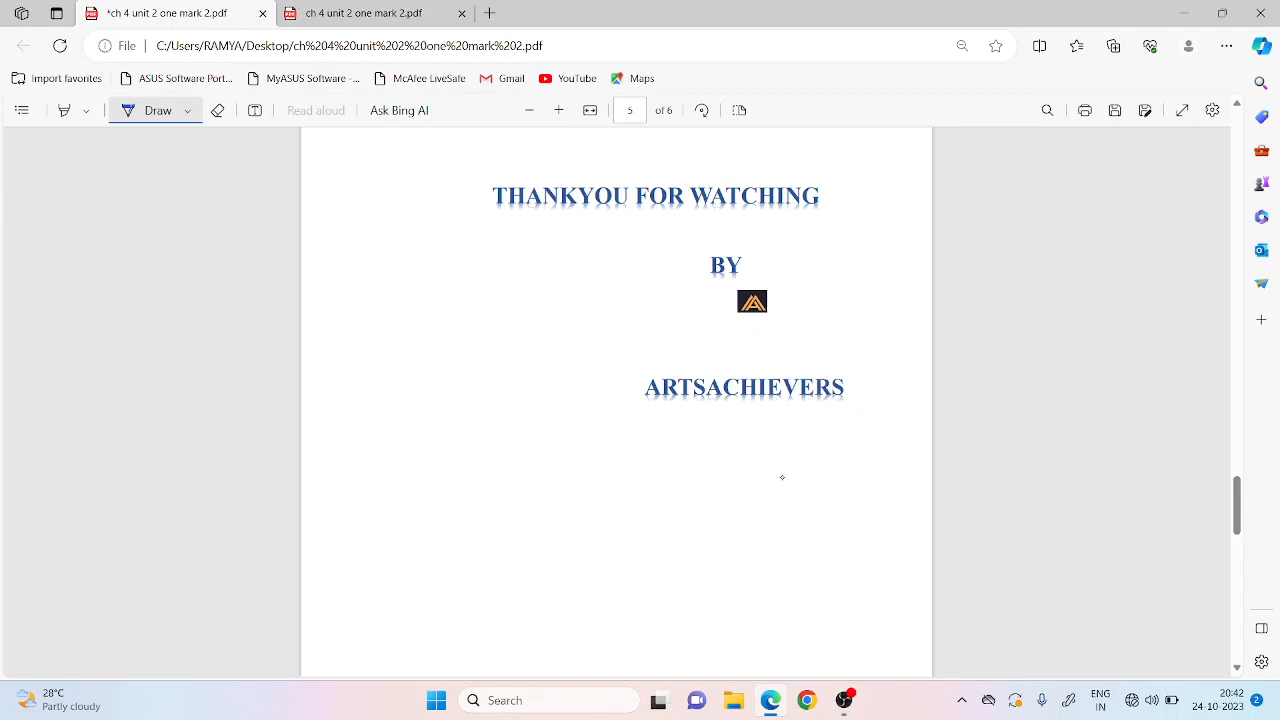 *ch 4 unit 2 one mark 2.pdf
ch 4 unit 2 one mark 2.pdf
File
C:/Users/RAMYA/Desktop/ch%204%20unit%202%20one%20mark%202.pdf
Import favorites
ASUS Software Port...
MyASUS Software -...
McAfee LiveSafe
Gmail
YouTube
Maps
Draw
Read aloud
Ask Bing AI
5
of 6
THANKYOU FOR WATCHING
BY
ARTSACHIEVERS
28°C
Partly cloudy
Search
ENG
IN
20:42
24-10-2023
2